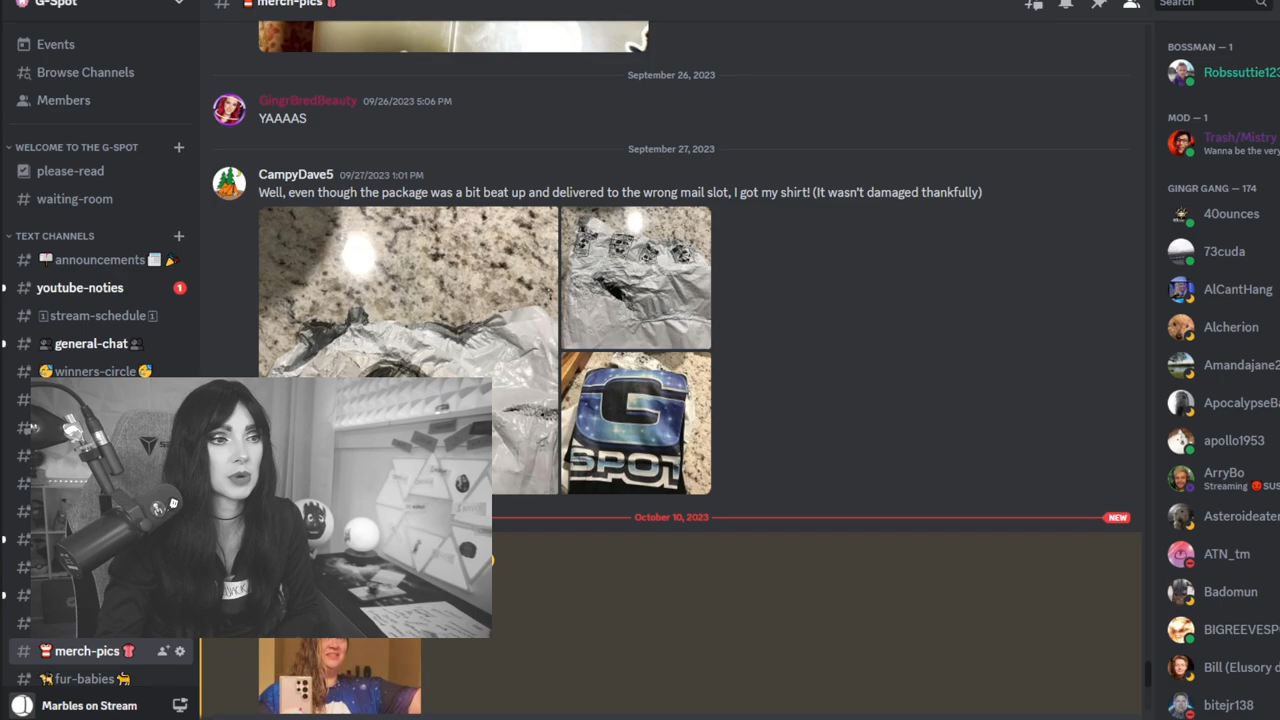 G-Spot
merch-pics
Search
Events
Browse Channels
Members
WELCOME TO THE G-SPOT
please-read
waiting-room
TEXT CHANNELS
announcements
youtube-noties
1
stream-schedule
general-chat
winners-circle
merch-pics
fur-babies
Marbles on Stream
September 26, 2023
GingrBredBeauty 09/26/2023 5:06 PM
YAAAAS
September 27, 2023
CampyDave5 09/27/2023 1:01 PM
Well, even though the package was a bit beat up and delivered to the wrong mail slot, I got my shirt! (It wasn't damaged thankfully)
G
SPOT
October 10, 2023
NEW
BOSSMAN — 1
Robssuttie123
MOD — 1
Trash/Mistry
Wanna be the very
GINGR GANG — 174
40ounces
73cuda
AlCantHang
Alcherion
Amandajane2
ApocalypseBa
apollo1953
ArryBo
Streaming SUS
Asteroideater
ATN_tm
Badomun
BIGREEVESP
Bill (Elusory d
bitejr138